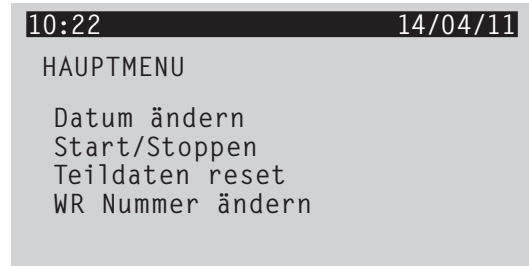 10:22 14/04/11
HAUPTMENU
Datum ändern
Start/Stoppen
Teildaten reset
WR Nummer ändern